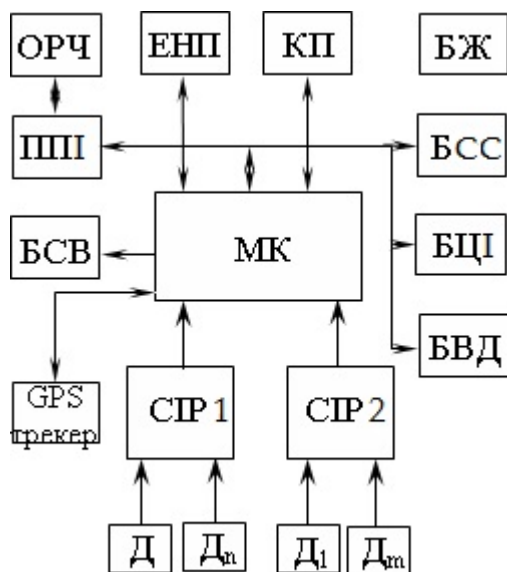 ОРЧ
ЕНП
КП
БЖ
ППІ
БСС
БСВ
МК
БЦІ
БВД
GPS
трекер
СІР 1
СІР 2
Д
Дn
Д1
Дm